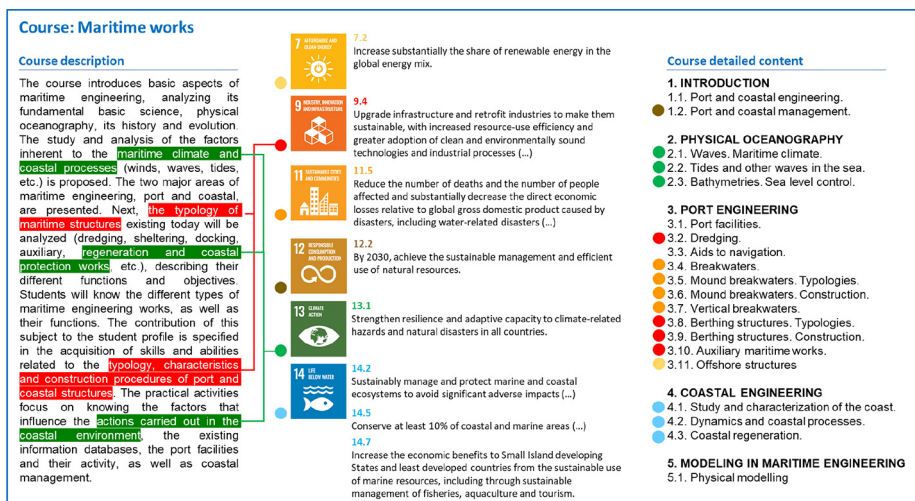 Course: Maritime works
Course description
The course introduces basic aspects of
maritime engineering, analyzing its
fundamental basic science, physical
oceanography, its history and evolution.
The study and analysis of the factors
inherent to the maritime climate and
coastal processes (winds, waves, tides,
etc.) is proposed. The two major areas of
maritime engineering, port and coastal,
are presented. Next, the typology of
maritime structures existing today will be
analyzed (dredging, sheltering, docking,
auxiliary, regeneration and coastal
protection works, etc.), describing their
different functions and objectives.
Students will know the different types of
maritime engineering works, as well as
their functions. The contribution of this
subject to the student profile is specified
in the acquisition of skills and abilities
related to the typology, characteristics
and construction procedures of port and
coastal structures. The practical activities
focus on knowing the factors that
influence the actions carried out in the
coastal environment, the existing
information databases, the port facilities
and their activity, as well as coastal
management.
7 AFFORDABLE AND
CLEAN ENERGY
7.2
Increase substantially the share of renewable energy in the
global energy mix.
9 INDUSTRY, INNOVATION
AND INFRASTRUCTURE
9.4
Upgrade infrastructure and retrofit industries to make them
sustainable, with increased resource-use efficiency and
greater adoption of clean and environmentally sound
technologies and industrial processes (...)
11 SUSTAINABLE CITIES
AND COMMUNITIES
11.5
Reduce the number of deaths and the number of people
affected and substantially decrease the direct economic
losses relative to global gross domestic product caused by
disasters, including water-related disasters (...)
12 RESPONSIBLE
CONSUMPTION
AND PRODUCTION
12.2
By 2030, achieve the sustainable management and efficient
use of natural resources.
13 CLIMATE
ACTION
13.1
Strengthen resilience and adaptive capacity to climate-related
hazards and natural disasters in all countries.
14 LIFE
BELOW WATER
14.2
Sustainably manage and protect marine and coastal
ecosystems to avoid significant adverse impacts (...)
14.5
Conserve at least 10% of coastal and marine areas (...)
14.7
Increase the economic benefits to Small Island developing
States and least developed countries from the sustainable use
of marine resources, including through sustainable
management of fisheries, aquaculture and tourism.
Course detailed content
1. INTRODUCTION
1.1. Port and coastal engineering.
1.2. Port and coastal management.
2. PHYSICAL OCEANOGRAPHY
2.1. Waves. Maritime climate.
2.2. Tides and other waves in the sea.
2.3. Bathymetries. Sea level control.
3. PORT ENGINEERING
3.1. Port facilities.
3.2. Dredging.
3.3. Aids to navigation.
3.4. Breakwaters.
3.5. Mound breakwaters. Typologies.
3.6. Mound breakwaters. Construction.
3.7. Vertical breakwaters.
3.8. Berthing structures. Typologies.
3.9. Berthing structures. Construction.
3.10. Auxiliary maritime works.
3.11. Offshore structures
4. COASTAL ENGINEERING
4.1. Study and characterization of the coast.
4.2. Dynamics and coastal processes.
4.3. Coastal regeneration.
5. MODELING IN MARITIME ENGINEERING
5.1. Physical modelling